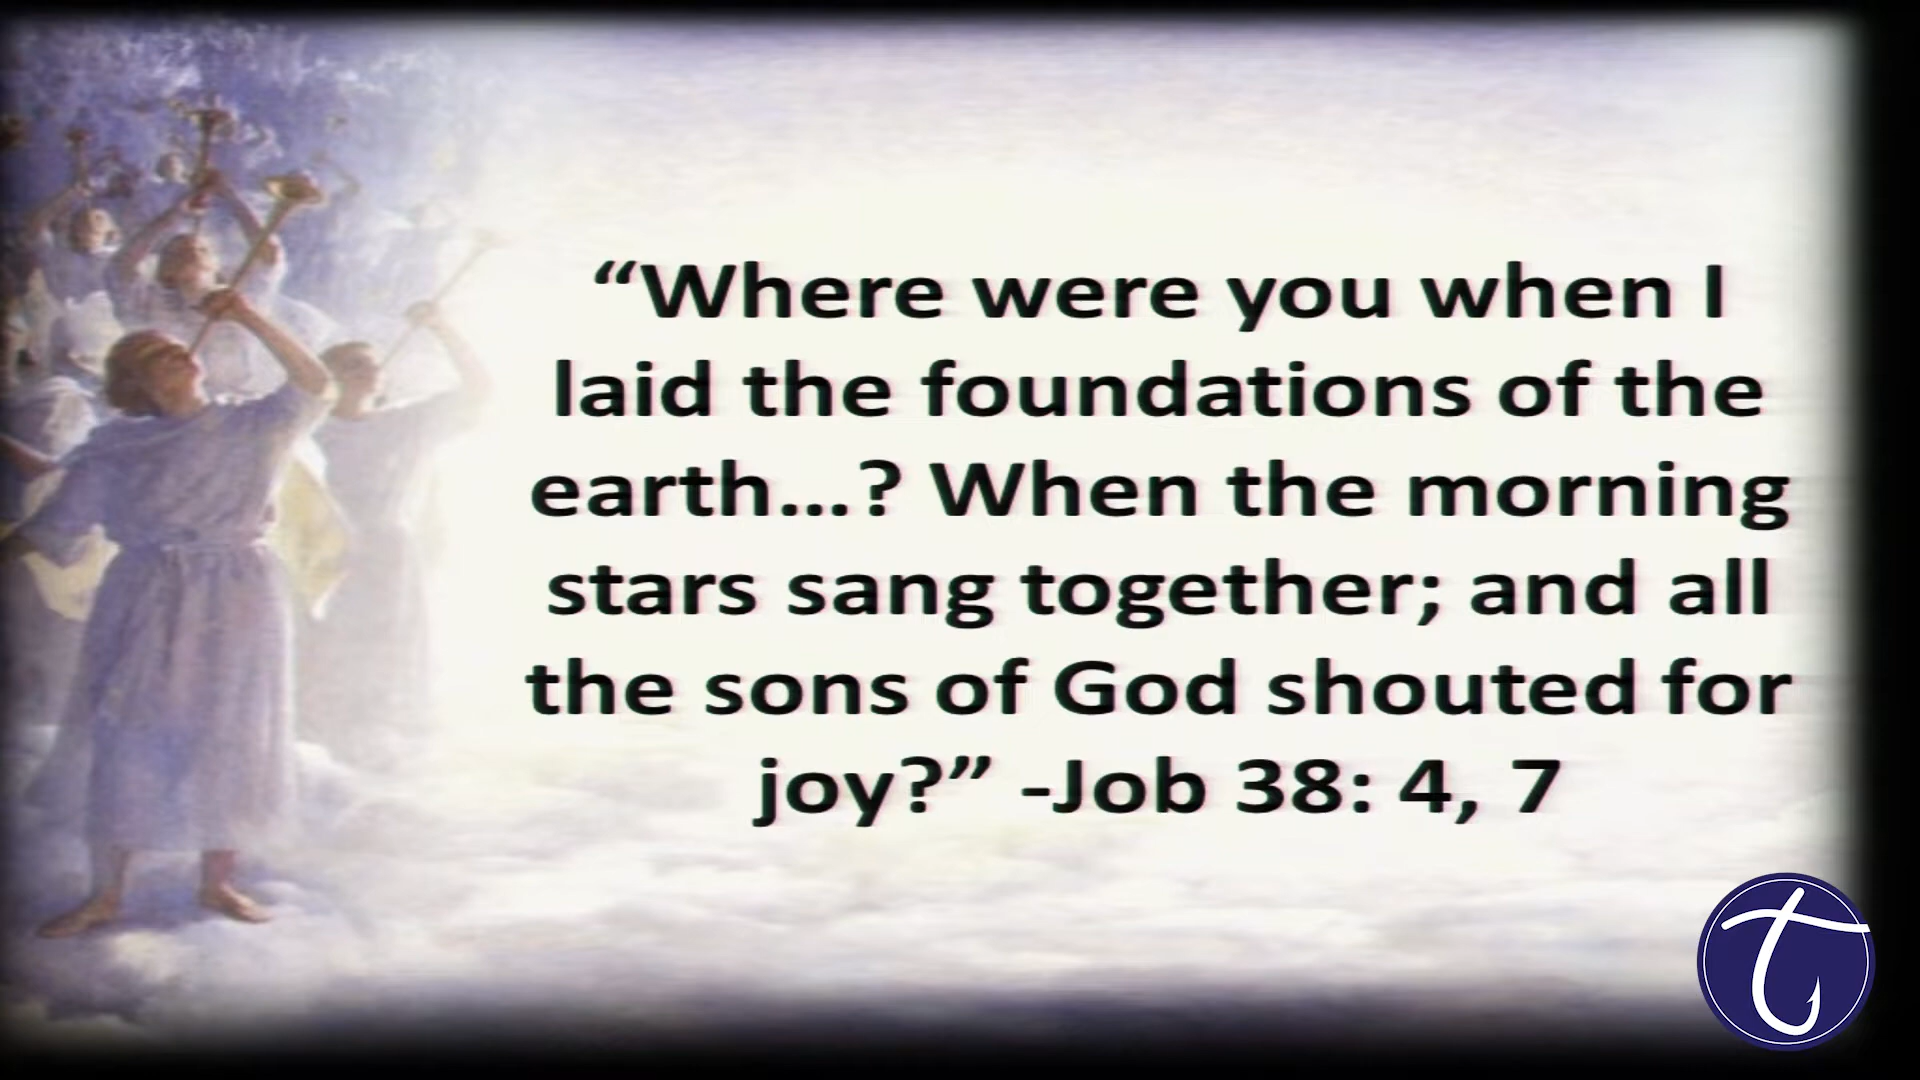 “Where were you when I
laid the foundations of the
earth...? When the morning
stars sang together; and all
the sons of God shouted for
joy?” -Job 38: 4, 7